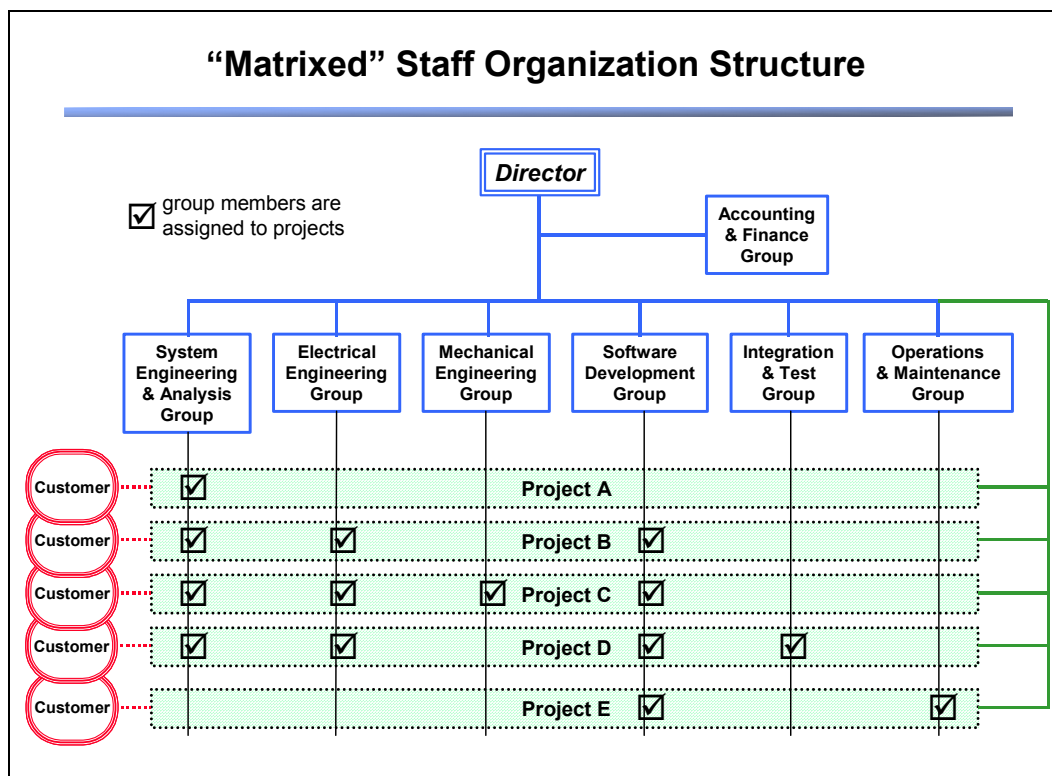 “Matrixed” Staff Organization Structure
Director
group members are
assigned to projects
Accounting
& Finance
Group
System
Engineering
& Analysis
Group
Electrical
Engineering
Group
Mechanical
Engineering
Group
Software
Development
Group
Integration
& Test
Group
Operations
& Maintenance
Group
Customer
Project A
Customer
Project B
Customer
Project C
Customer
Project D
Customer
Project E